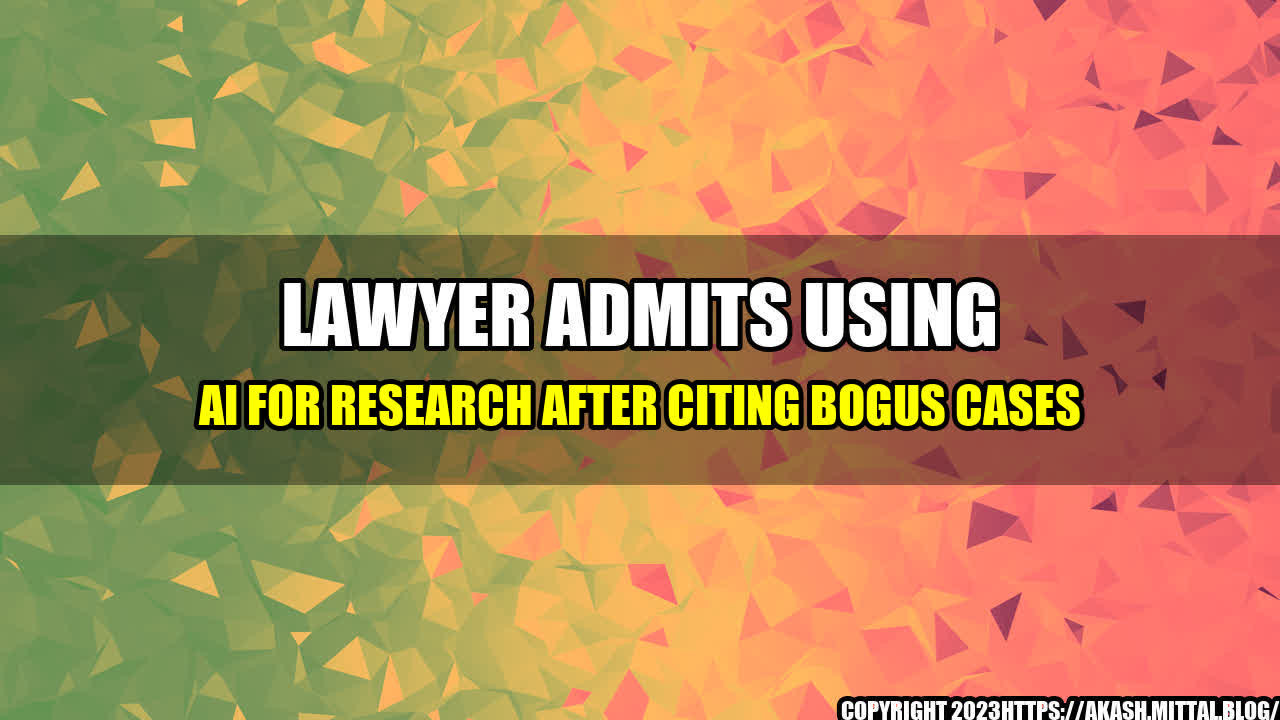 LAWYER ADMITS USING
AI FOR RESEARCH AFTER CITING BOGUS CASES
COPYRIGHT 2023HTTPS://AKASH.MITTAL.BLOG/